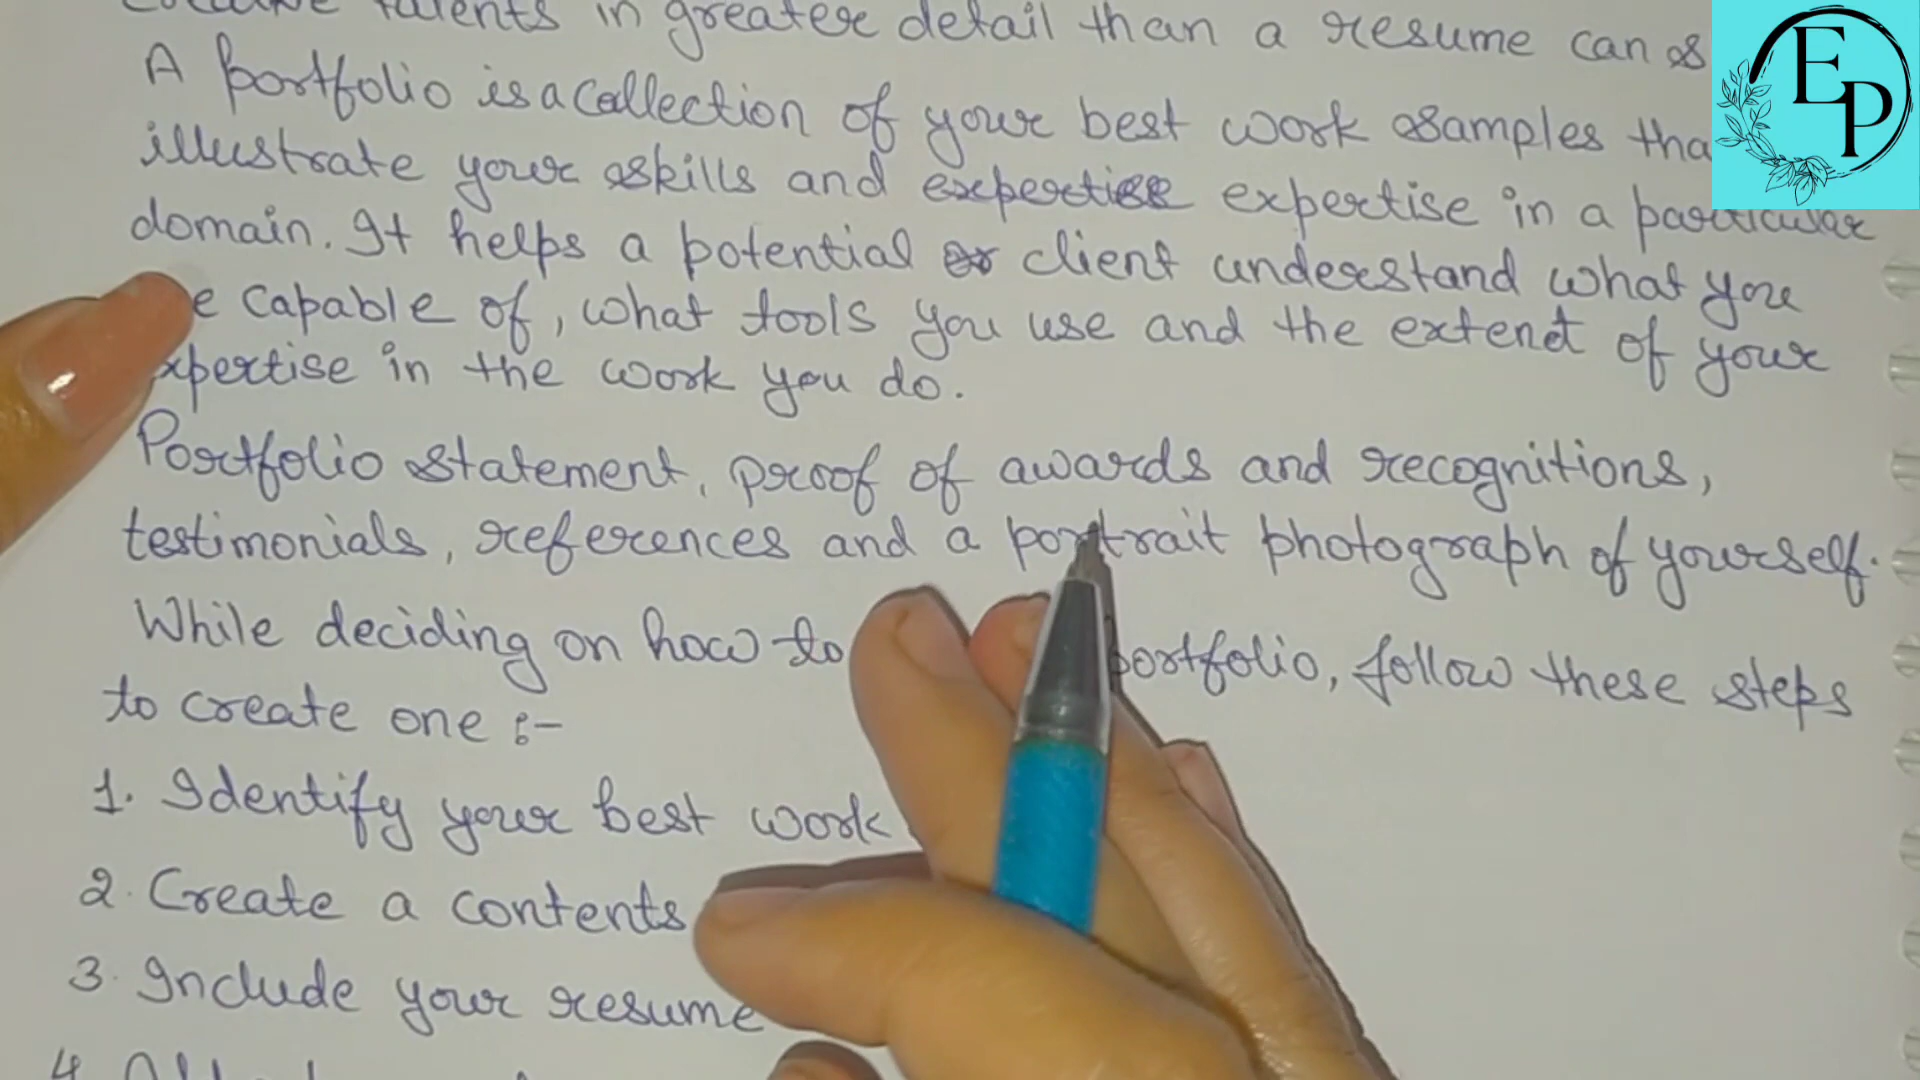 talents in greater detail than a resume can
A portfolio is a collection of your best work samples
illustrate your skills and expertise expertise in a particular
domain. It helps a potential or client understand what you
capable of, what tools you use and the extend of your
expertise in the work you do.
Portfolio statement, proof of awards and recognitions,
testimonials, references and a portrait photograph of yourself.
While deciding on how to portfolio, follow these steps
to create one :-
1. Identify your best work
2. Create a contents
3. Include your resume
4.
EP